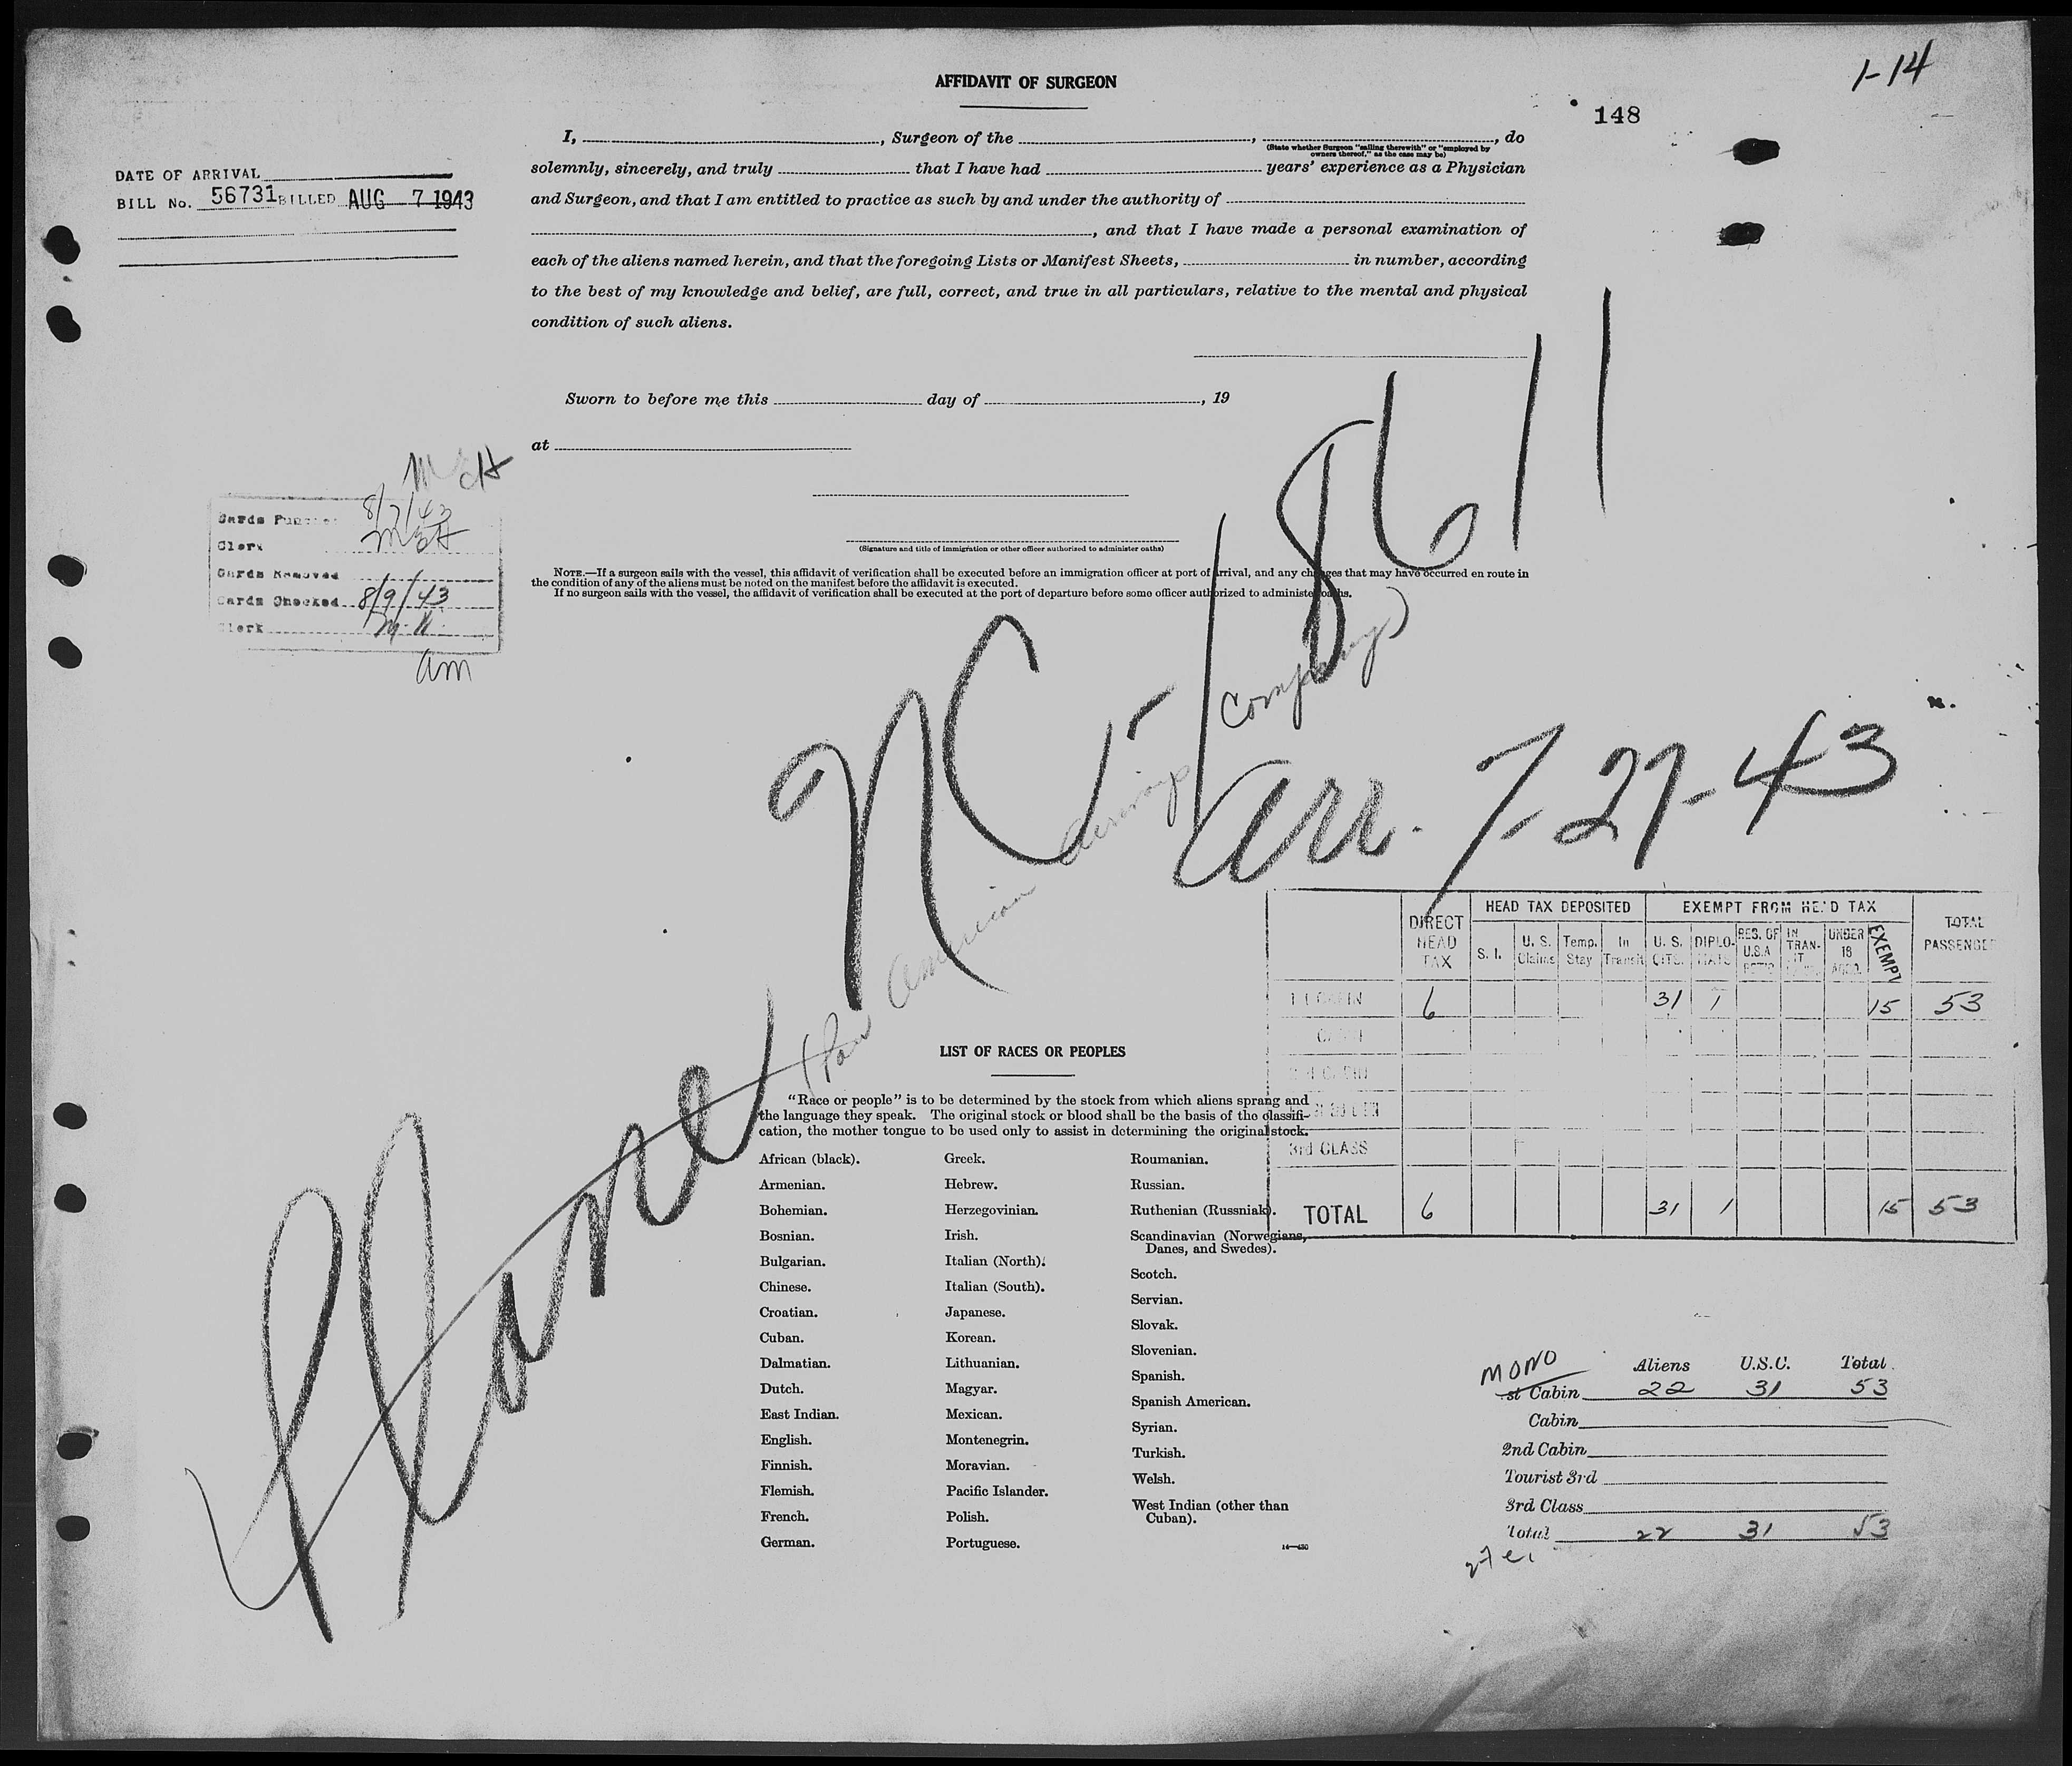 1-14
148
AFFIDAVIT OF SURGEON
I, , Surgeon of the , , do
(State whether Surgeon "sailing therewith" or "employed by
owners thereof," as the case may be)
solemnly, sincerely, and truly that I have had years' experience as a Physician
and Surgeon, and that I am entitled to practice as such by and under the authority of
, and that I have made a personal examination of
each of the aliens named herein, and that the foregoing Lists or Manifest Sheets, in number, according
to the best of my knowledge and belief, are full, correct, and true in all particulars, relative to the mental and physical
condition of such aliens.
DATE OF ARRIVAL
BILL No. 56731 BILLED AUG 7 1943
Sworn to before me this day of , 19
at
(Signature and title of immigration or other officer authorized to administer oaths)
NOTE.—If a surgeon sails with the vessel, this affidavit of verification shall be executed before an immigration officer at port of arrival, and any changes that may have occurred en route in
the condition of any of the aliens must be noted on the manifest before the affidavit is executed.
If no surgeon sails with the vessel, the affidavit of verification shall be executed at the port of departure before some officer authorized to administer oaths.
Cards Punched 8/7/43
Clerk
Cards Removed
Cards Checked 8/9/43
Clerk
am
Plane NC-18611
(Pan American Airways Company)
arr. 7-27-43
DIRECT HEAD TAX
HEAD TAX DEPOSITED
S. I. U. S. Claims Temp. Stay In Transit
EXEMPT FROM HEAD TAX
U. S. CITS. DIPLOMATS RES. OF U.S.A IN TRANSIT UNDER 16 EXEMPT
TOTAL PASSENGER
CABIN 6 31 1 15 53
3rd CLASS
TOTAL 6 31 1 15 53
LIST OF RACES OR PEOPLES
"Race or people" is to be determined by the stock from which aliens sprang and
the language they speak. The original stock or blood shall be the basis of the classifi-
cation, the mother tongue to be used only to assist in determining the original stock.
African (black).
Armenian.
Bohemian.
Bosnian.
Bulgarian.
Chinese.
Croatian.
Cuban.
Dalmatian.
Dutch.
East Indian.
English.
Finnish.
Flemish.
French.
German.
Greek.
Hebrew.
Herzegovinian.
Irish.
Italian (North).
Italian (South).
Japanese.
Korean.
Lithuanian.
Magyar.
Mexican.
Montenegrin.
Moravian.
Pacific Islander.
Polish.
Portuguese.
Roumanian.
Russian.
Ruthenian (Russniak).
Scandinavian (Norwegians,
Danes, and Swedes).
Scotch.
Servian.
Slovak.
Slovenian.
Spanish.
Spanish American.
Syrian.
Turkish.
Welsh.
West Indian (other than
Cuban).
14—430
MONO Aliens U.S.C. Total
st Cabin 22 31 53
Cabin
2nd Cabin
Tourist 3rd
3rd Class
Total 22 31 53